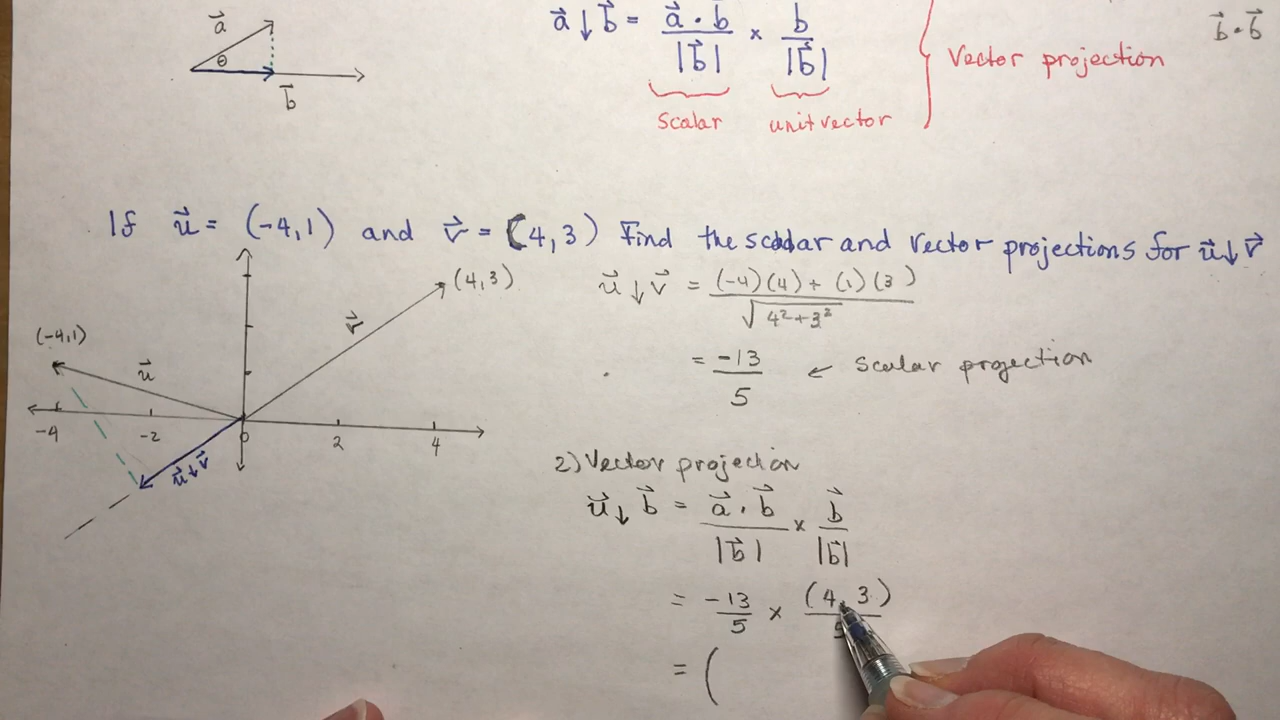 a⃗
θ
b⃗
a⃗↓b⃗ = a⃗ · b⃗ / |b⃗| × b / |b⃗|
scalar unit vector
Vector projection
b⃗ · b⃗
If u⃗ = (-4,1) and v⃗ = (4,3) Find the scalar and vector projections for u⃗↓v⃗
(4,3)
v⃗
(-4,1)
u⃗
-4 -2 0 2 4
u⃗↓v⃗
u⃗↓v⃗ = (-4)(4) + (1)(3) / √4²+3²
= -13 / 5 ← scalar projection
2) Vector projection
u⃗↓b⃗ = a⃗ · b⃗ / |b⃗| × b⃗ / |b⃗|
= -13 / 5 × (4, 3) / 5
= (